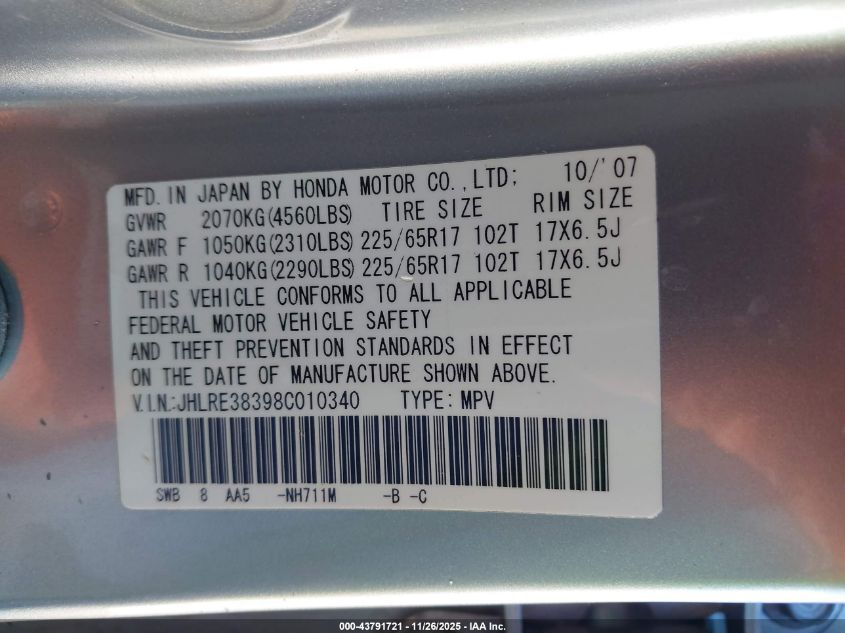 MFD. IN JAPAN BY HONDA MOTOR CO., LTD; 10/'07
GVWR 2070KG(4560LBS) TIRE SIZE RIM SIZE
GAWR F 1050KG(2310LBS) 225/65R17 102T 17X6.5J
GAWR R 1040KG(2290LBS) 225/65R17 102T 17X6.5J
THIS VEHICLE CONFORMS TO ALL APPLICABLE
FEDERAL MOTOR VEHICLE SAFETY
AND THEFT PREVENTION STANDARDS IN EFFECT
ON THE DATE OF MANUFACTURE SHOWN ABOVE.
V.I.N.:JHLRE38398C010340 TYPE: MPV
SWB 8 AA5 -NH711M -B -C
000-43791721 - 11/26/2025 - IAA Inc.